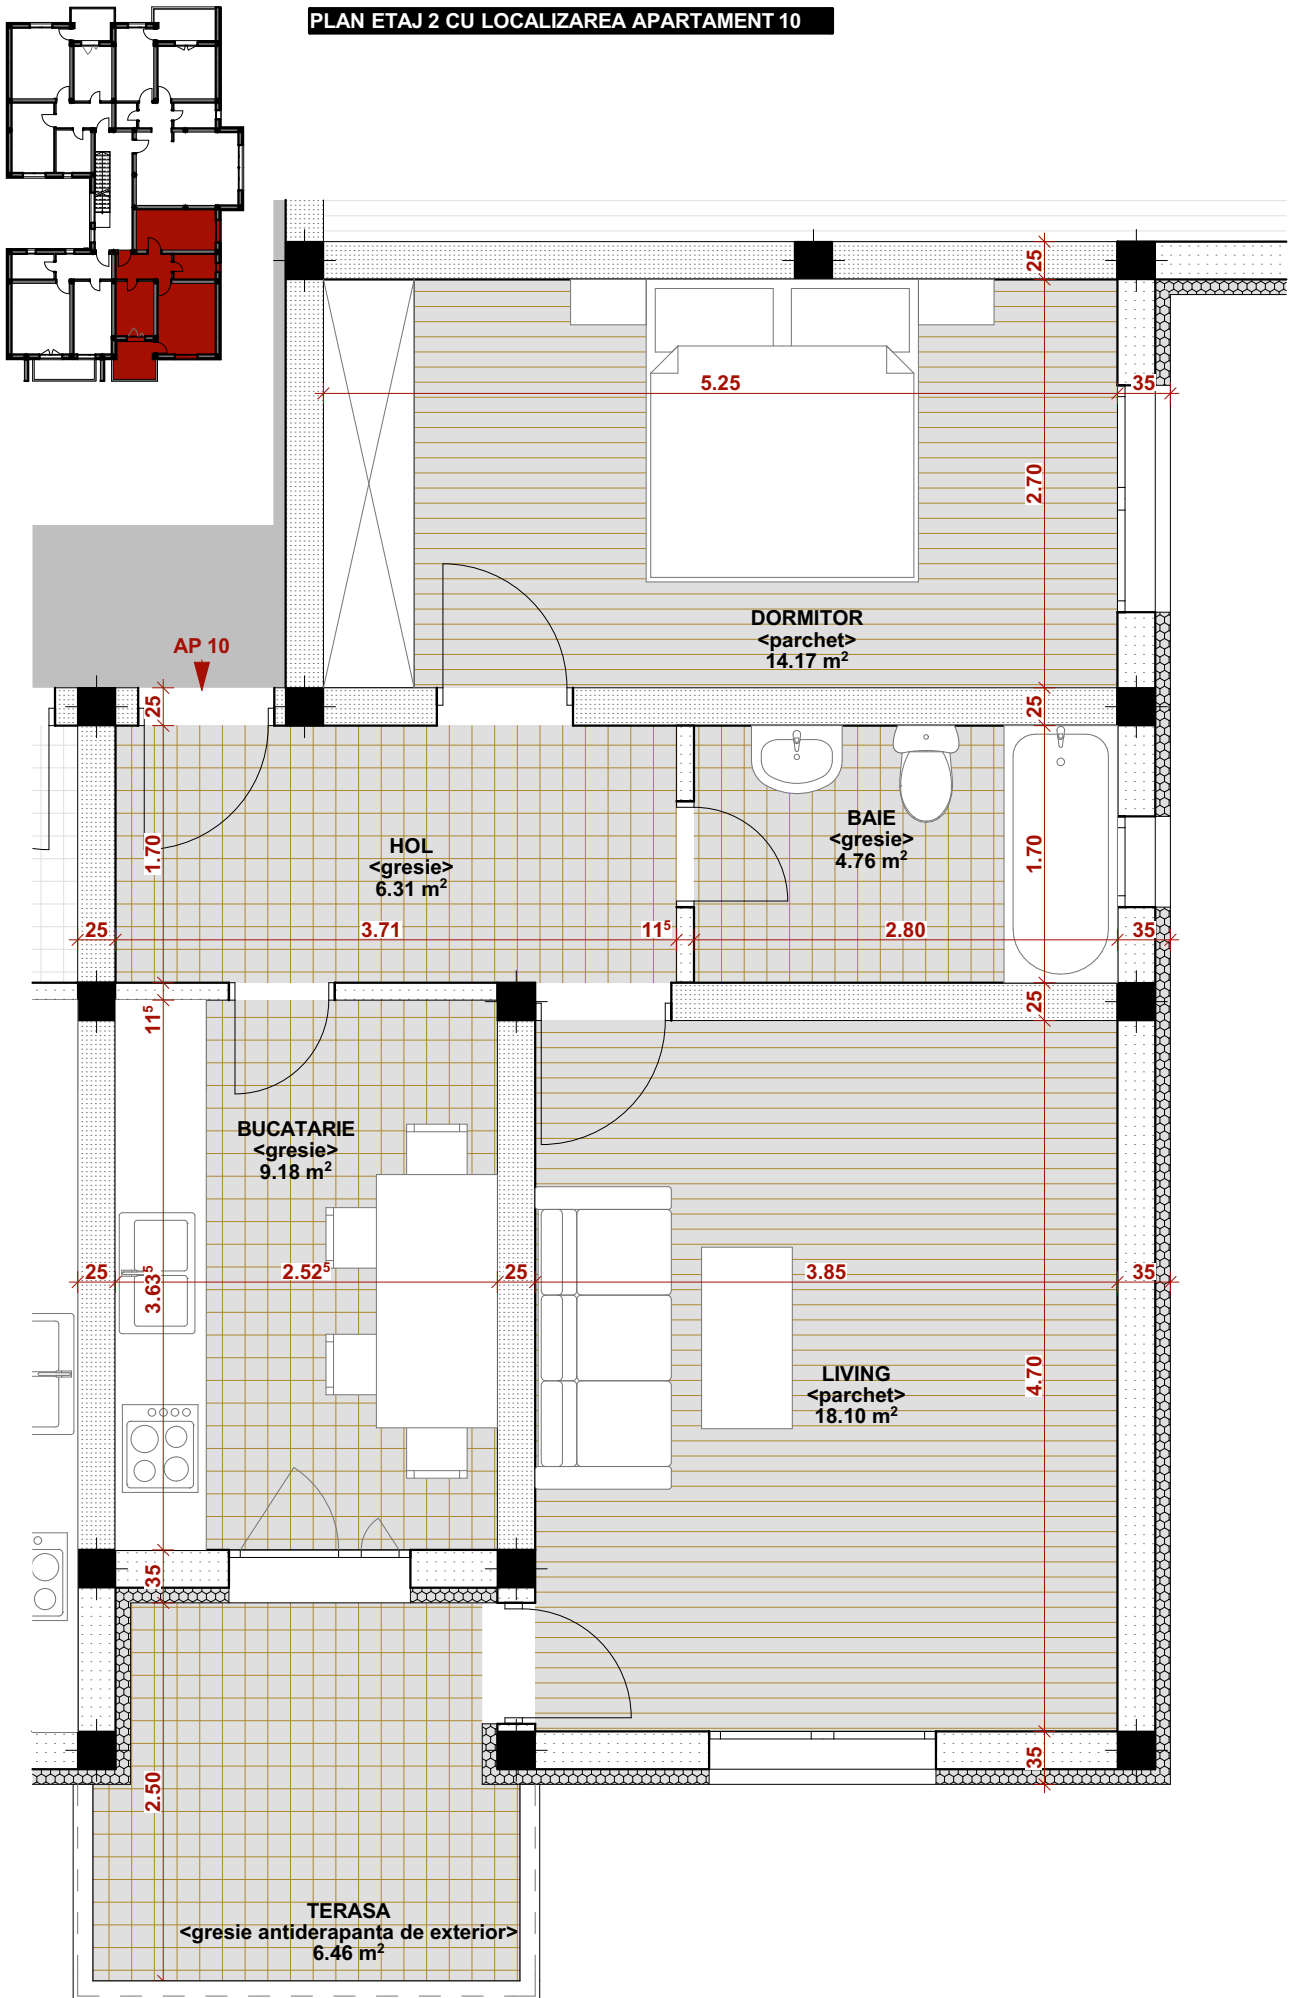 PLAN ETAJ 2 CU LOCALIZAREA APARTAMENT 10
25
5.25
35
2.70
DORMITOR
<parchet>
14.17 m²
AP 10
25
25
1.70
HOL
<gresie>
6.31 m²
BAIE
<gresie>
4.76 m²
1.70
25
3.71
11⁵
2.80
35
11⁵
25
BUCATARIE
<gresie>
9.18 m²
25
3.63⁵
2.52⁵
25
3.85
35
4.70
LIVING
<parchet>
18.10 m²
35
35
2.50
TERASA
<gresie antiderapanta de exterior>
6.46 m²